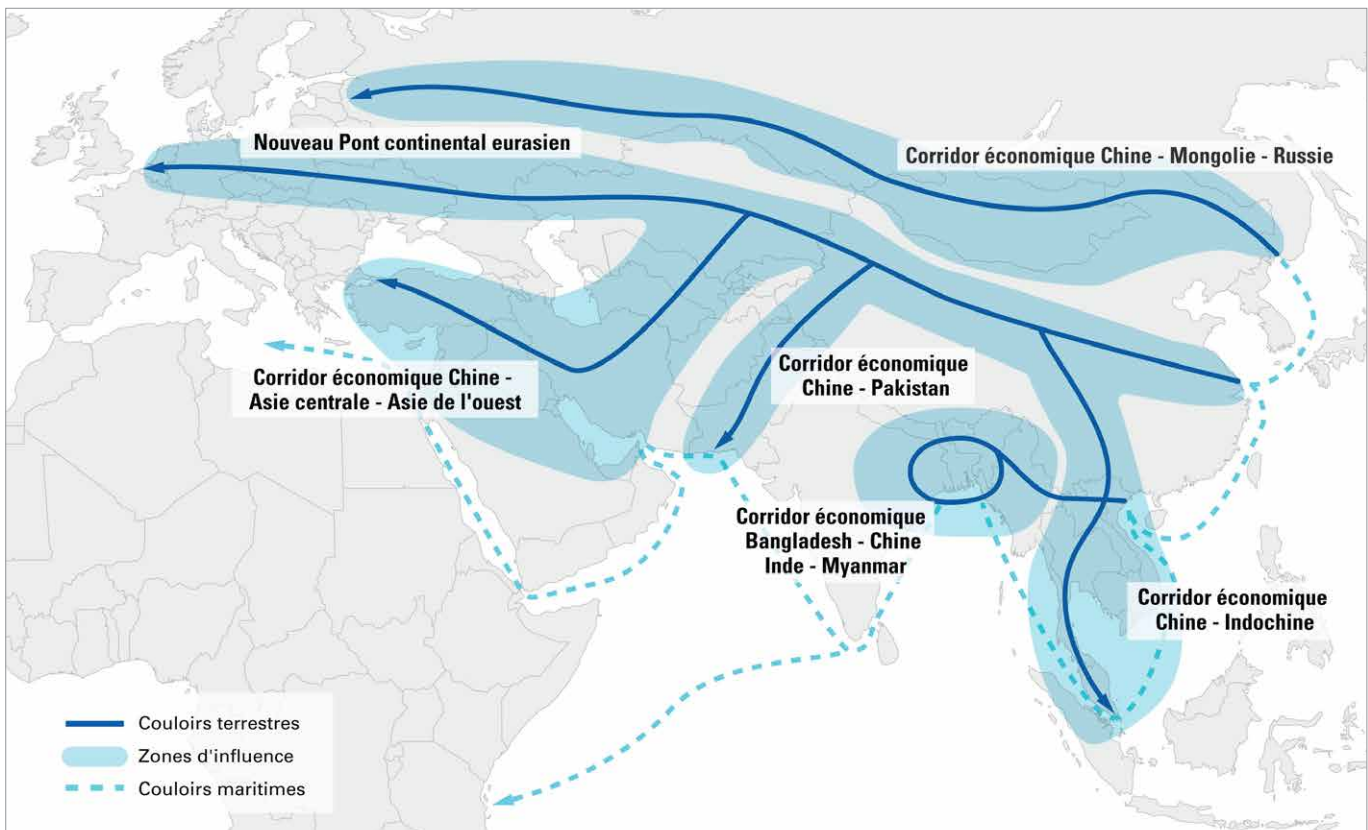 Nouveau Pont continental eurasien
Corridor économique Chine - Mongolie - Russie
Corridor économique Chine -
Asie centrale - Asie de l'ouest
Corridor économique
Chine - Pakistan
Corridor économique
Bangladesh - Chine
Inde - Myanmar
Corridor économique
Chine - Indochine
Couloirs terrestres
Zones d'influence
Couloirs maritimes